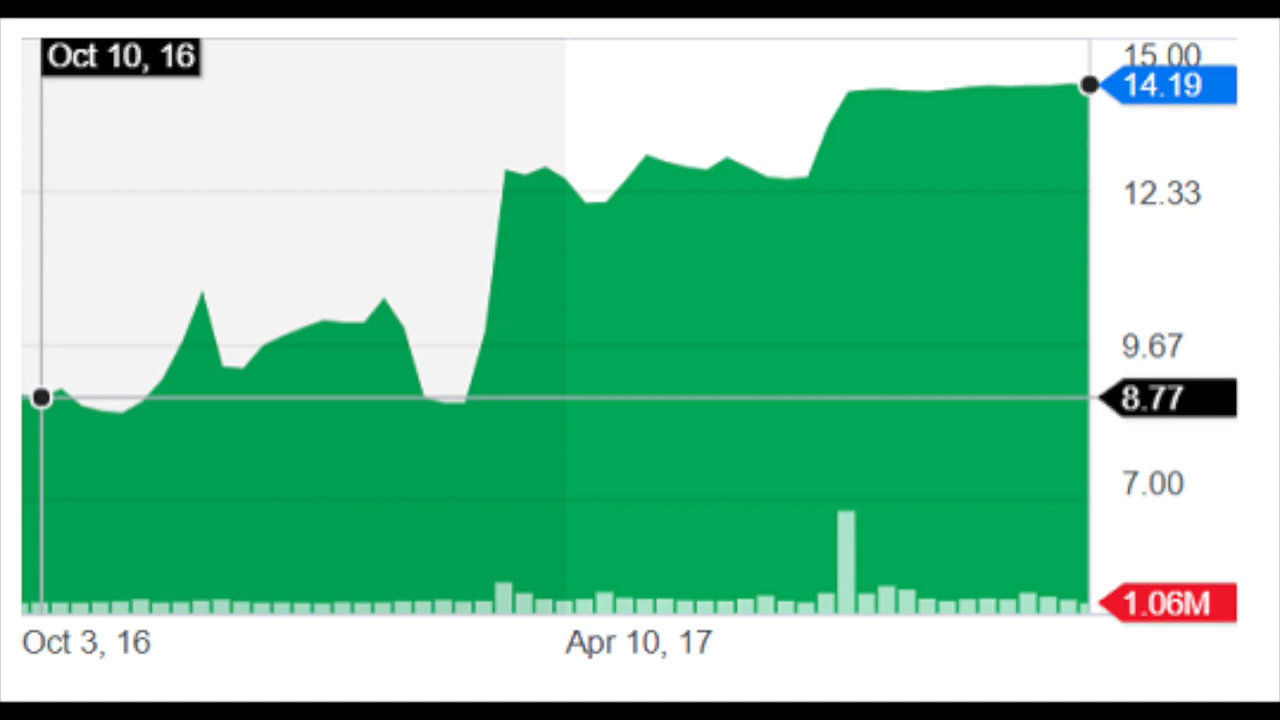 Oct 10, 16
15.00
14.19
12.33
9.67
8.77
7.00
1.06M
Oct 3, 16
Apr 10, 17